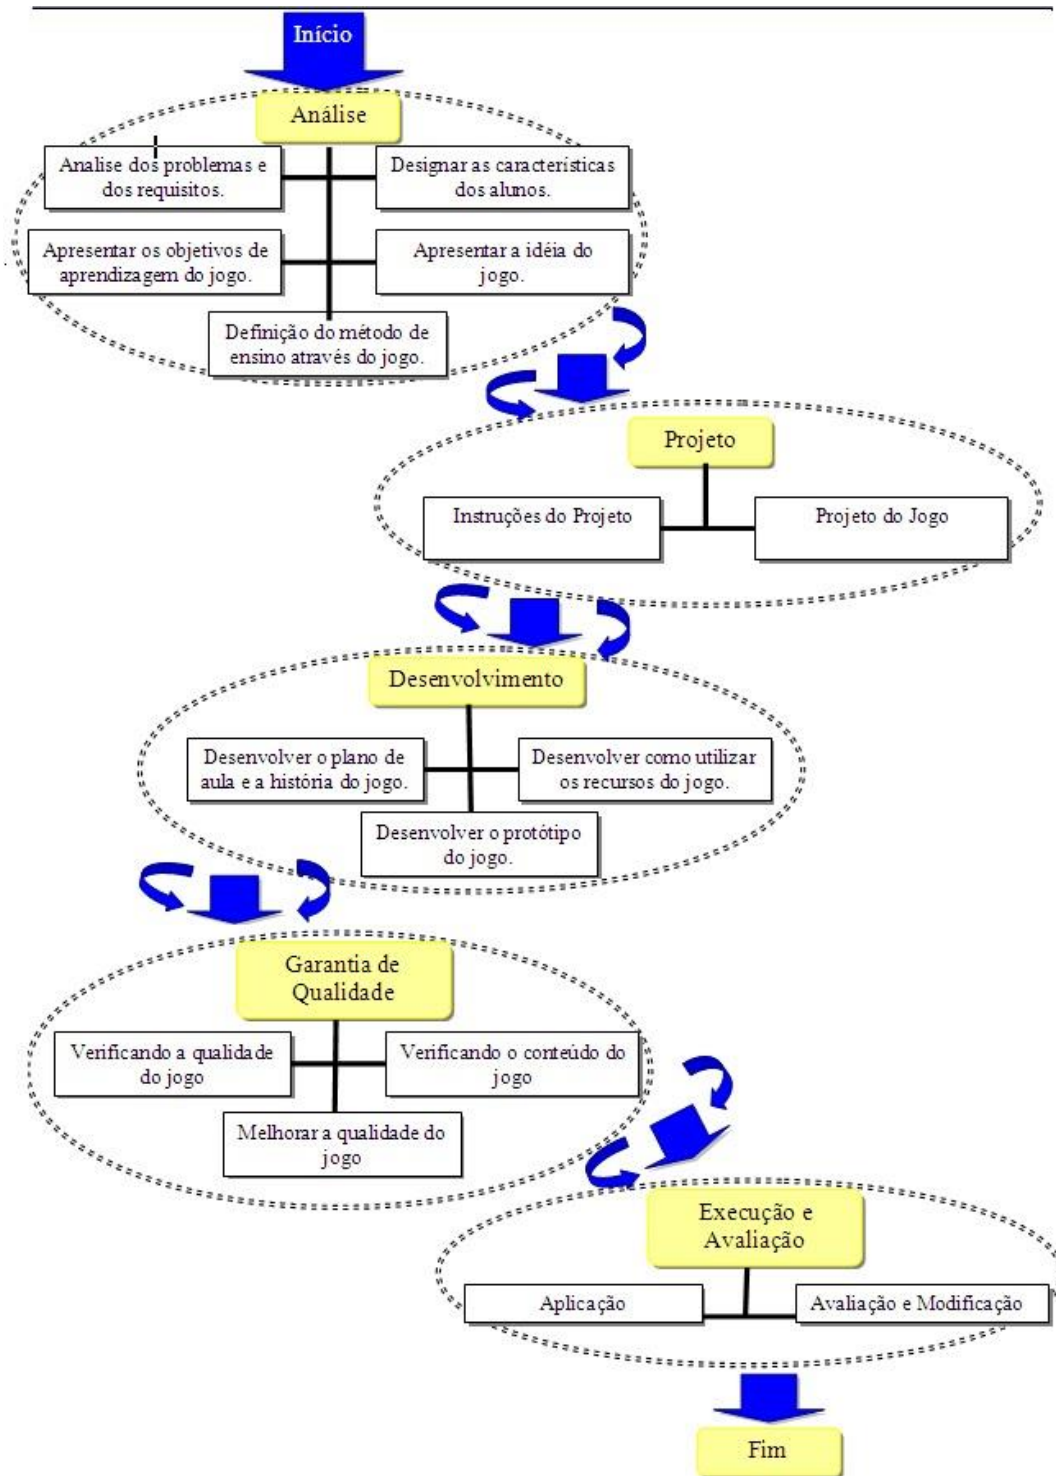 Início
Análise
Analise dos problemas e
dos requisitos.
Designar as características
dos alunos.
Apresentar os objetivos de
aprendizagem do jogo.
Apresentar a idéia do
jogo.
Definição do método de
ensino através do jogo.
Projeto
Instruções do Projeto
Projeto do Jogo
Desenvolvimento
Desenvolver o plano de
aula e a história do jogo.
Desenvolver como utilizar
os recursos do jogo.
Desenvolver o protótipo
do jogo.
Garantia de
Qualidade
Verificando a qualidade
do jogo
Verificando o conteúdo do
jogo
Melhorar a qualidade do
jogo
Execução e
Avaliação
Aplicação
Avaliação e Modificação
Fim